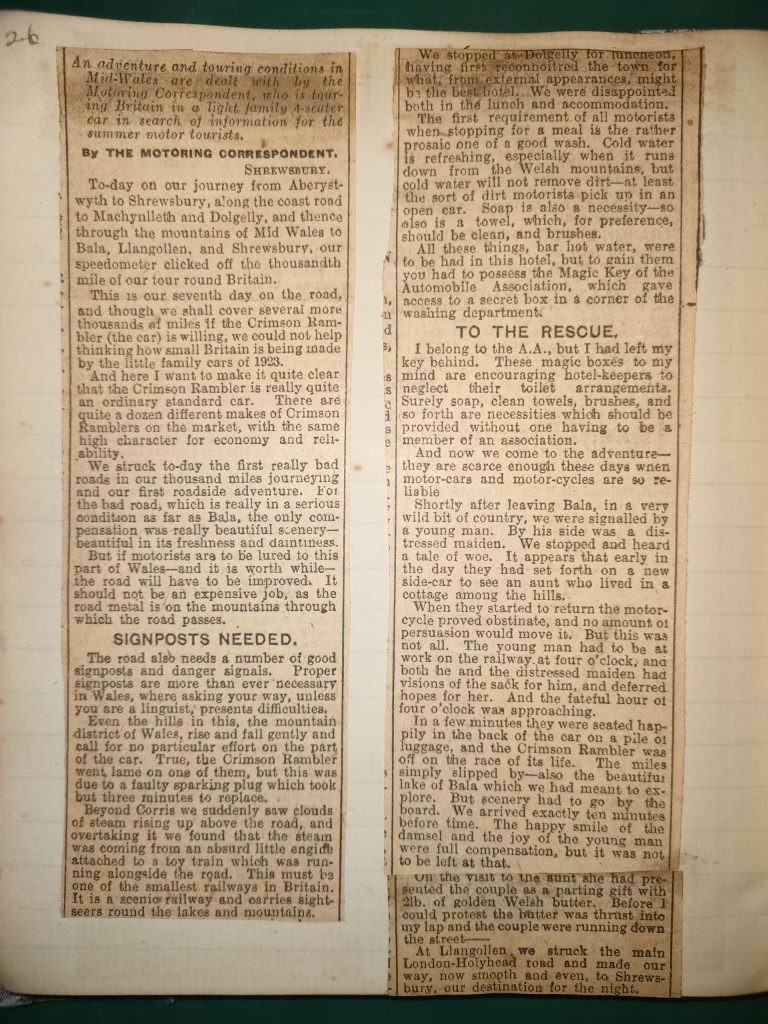 26
An adventure and touring conditions in
Mid-Wales are dealt with by the
Motoring Correspondent, who is tour-
ing Britain in a light family 4-seater
car in search of information for the
summer motor tourists.
By THE MOTORING CORRESPONDENT.
SHREWSBURY.
To-day on our journey from Aberyst-
wyth to Shrewsbury, along the coast road
to Machynlleth and Dolgelly, and thence
through the mountains of Mid Wales to
Bala, Llangollen, and Shrewsbury, our
speedometer clicked off the thousandth
mile of our tour round Britain.
This is our seventh day on the road,
and though we shall cover several more
thousands of miles if the Crimson Ram-
bler (the car) is willing, we could not help
thinking how small Britain is being made
by the little family cars of 1923.
And here I want to make it quite clear
that the Crimson Rambler is really quite
an ordinary standard car. There are
quite a dozen different makes of Crimson
Ramblers on the market, with the same
high character for economy and reli-
ability.
We struck to-day the first really bad
roads in our thousand miles journeying
and our first roadside adventure. For
the bad road, which is really in a serious
condition as far as Bala, the only com-
pensation was really beautiful scenery—
beautiful in its freshness and daintiness.
But if motorists are to be lured to this
part of Wales—and it is worth while—
the road will have to be improved. It
should not be an expensive job, as the
road metal is on the mountains through
which the road passes.
SIGNPOSTS NEEDED.
The road also needs a number of good
signposts and danger signals. Proper
signposts are more than ever necessary
in Wales, where asking your way, unless
you are a linguist, presents difficulties.
Even the hills in this, the mountain
district of Wales, rise and fall gently and
call for no particular effort on the part
of the car. True, the Crimson Rambler
went lame on one of them, but this was
due to a faulty sparking plug which took
but three minutes to replace.
Beyond Corris we suddenly saw clouds
of steam rising up above the road, and
overtaking it we found that the steam
was coming from an absurd little engine
attached to a toy train which was run-
ning alongside the road. This must be
one of the smallest railways in Britain.
It is a scenic railway and carries sight-
seers round the lakes and mountains.
We stopped at Dolgelly for luncheon,
having first reconnoitred the town for
what, from external appearances, might
be the best hotel. We were disappointed
both in the lunch and accommodation.
The first requirement of all motorists
when stopping for a meal is the rather
prosaic one of a good wash. Cold water
is refreshing, especially when it runs
down from the Welsh mountains, but
cold water will not remove dirt—at least
the sort of dirt motorists pick up in an
open car. Soap is also a necessity—so
also is a towel, which, for preference,
should be clean, and brushes.
All these things, bar hot water, were
to be had in this hotel, but to gain them
you had to possess the Magic Key of the
Automobile Association, which gave
access to a secret box in a corner of the
washing department.
TO THE RESCUE.
I belong to the A.A., but I had left my
key behind. These magic boxes to my
mind are encouraging hotel-keepers to
neglect their toilet arrangements.
Surely soap, clean towels, brushes, and
so forth are necessities which should be
provided without one having to be a
member of an association.
And now we come to the adventure—
they are scarce enough these days when
motor-cars and motor-cycles are so re-
liable
Shortly after leaving Bala, in a very
wild bit of country, we were signalled by
a young man. By his side was a dis-
tressed maiden. We stopped and heard
a tale of woe. It appears that early in
the day they had set forth on a new
side-car to see an aunt who lived in a
cottage among the hills.
When they started to return the motor-
cycle proved obstinate, and no amount of
persuasion would move it. But this was
not all. The young man had to be at
work on the railway at four o'clock, and
both he and the distressed maiden had
visions of the sack for him, and deferred
hopes for her. And the fateful hour of
four o'clock was approaching.
In a few minutes they were seated hap-
pily in the back of the car on a pile of
luggage, and the Crimson Rambler was
off on the race of its life. The miles
simply slipped by—also the beautiful
lake of Bala which we had meant to ex-
plore. But scenery had to go by the
board. We arrived exactly ten minutes
before time. The happy smile of the
damsel and the joy of the young man
were full compensation, but it was not
to be left at that.
On the visit to the aunt she had pre-
sented the couple as a parting gift with
2lb. of golden Welsh butter. Before I
could protest the butter was thrust into
my lap and the couple were running down
the street—
At Llangollen we struck the main
London-Holyhead road and made our
way, now smooth and even, to Shrews-
bury, our destination for the night.